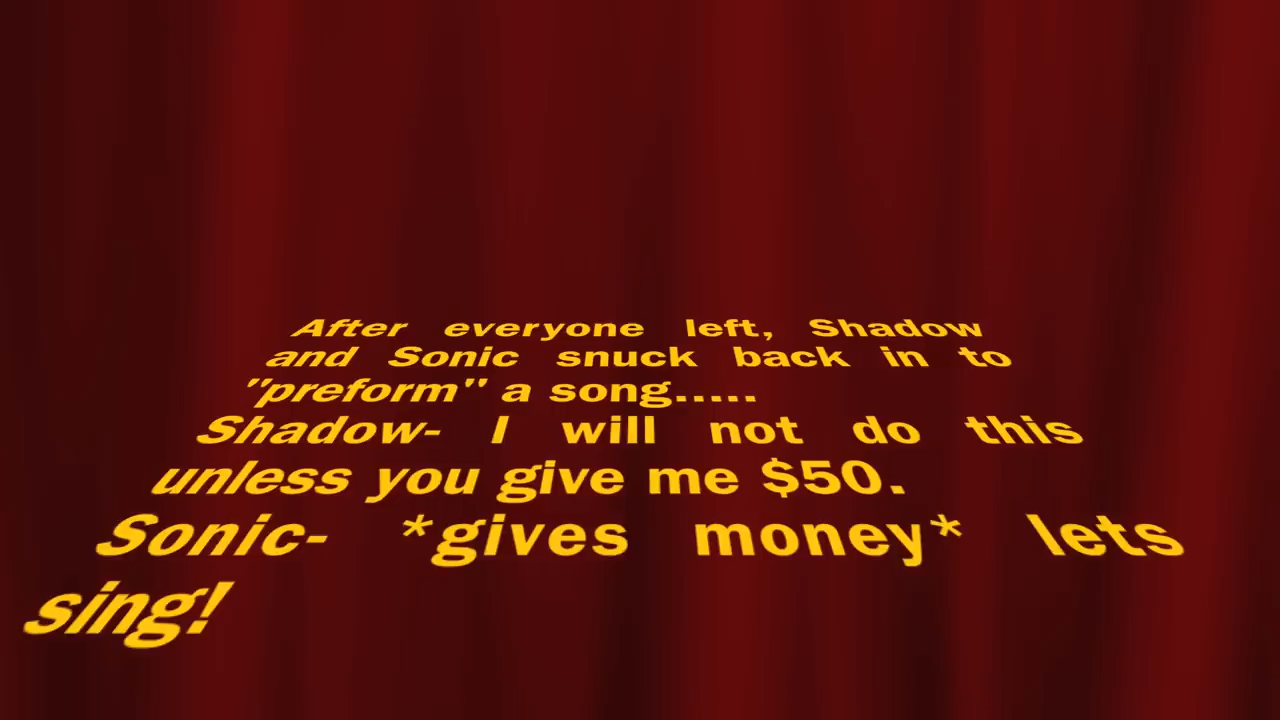 After everyone left, Shadow
and Sonic snuck back in to
"preform" a song.....
Shadow- I will not do this
unless you give me $50.
Sonic- *gives money* lets
sing!